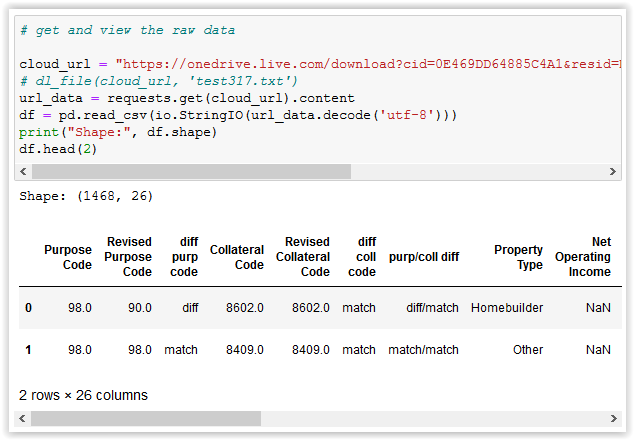 # get and view the raw data
cloud_url = "https://onedrive.live.com/download?cid=0E469DD64885C4A1&resid=
# dl_file(cloud_url, 'test317.txt')
url_data = requests.get(cloud_url).content
df = pd.read_csv(io.StringIO(url_data.decode('utf-8')))
print("Shape:", df.shape)
df.head(2)
Shape: (1468, 26)
Purpose Code Revised Purpose Code diff purp code Collateral Code Revised Collateral Code diff coll code purp/coll diff Property Type Net Operating Income
0 98.0 90.0 diff 8602.0 8602.0 match diff/match Homebuilder NaN
1 98.0 98.0 match 8409.0 8409.0 match match/match Other NaN
2 rows × 26 columns